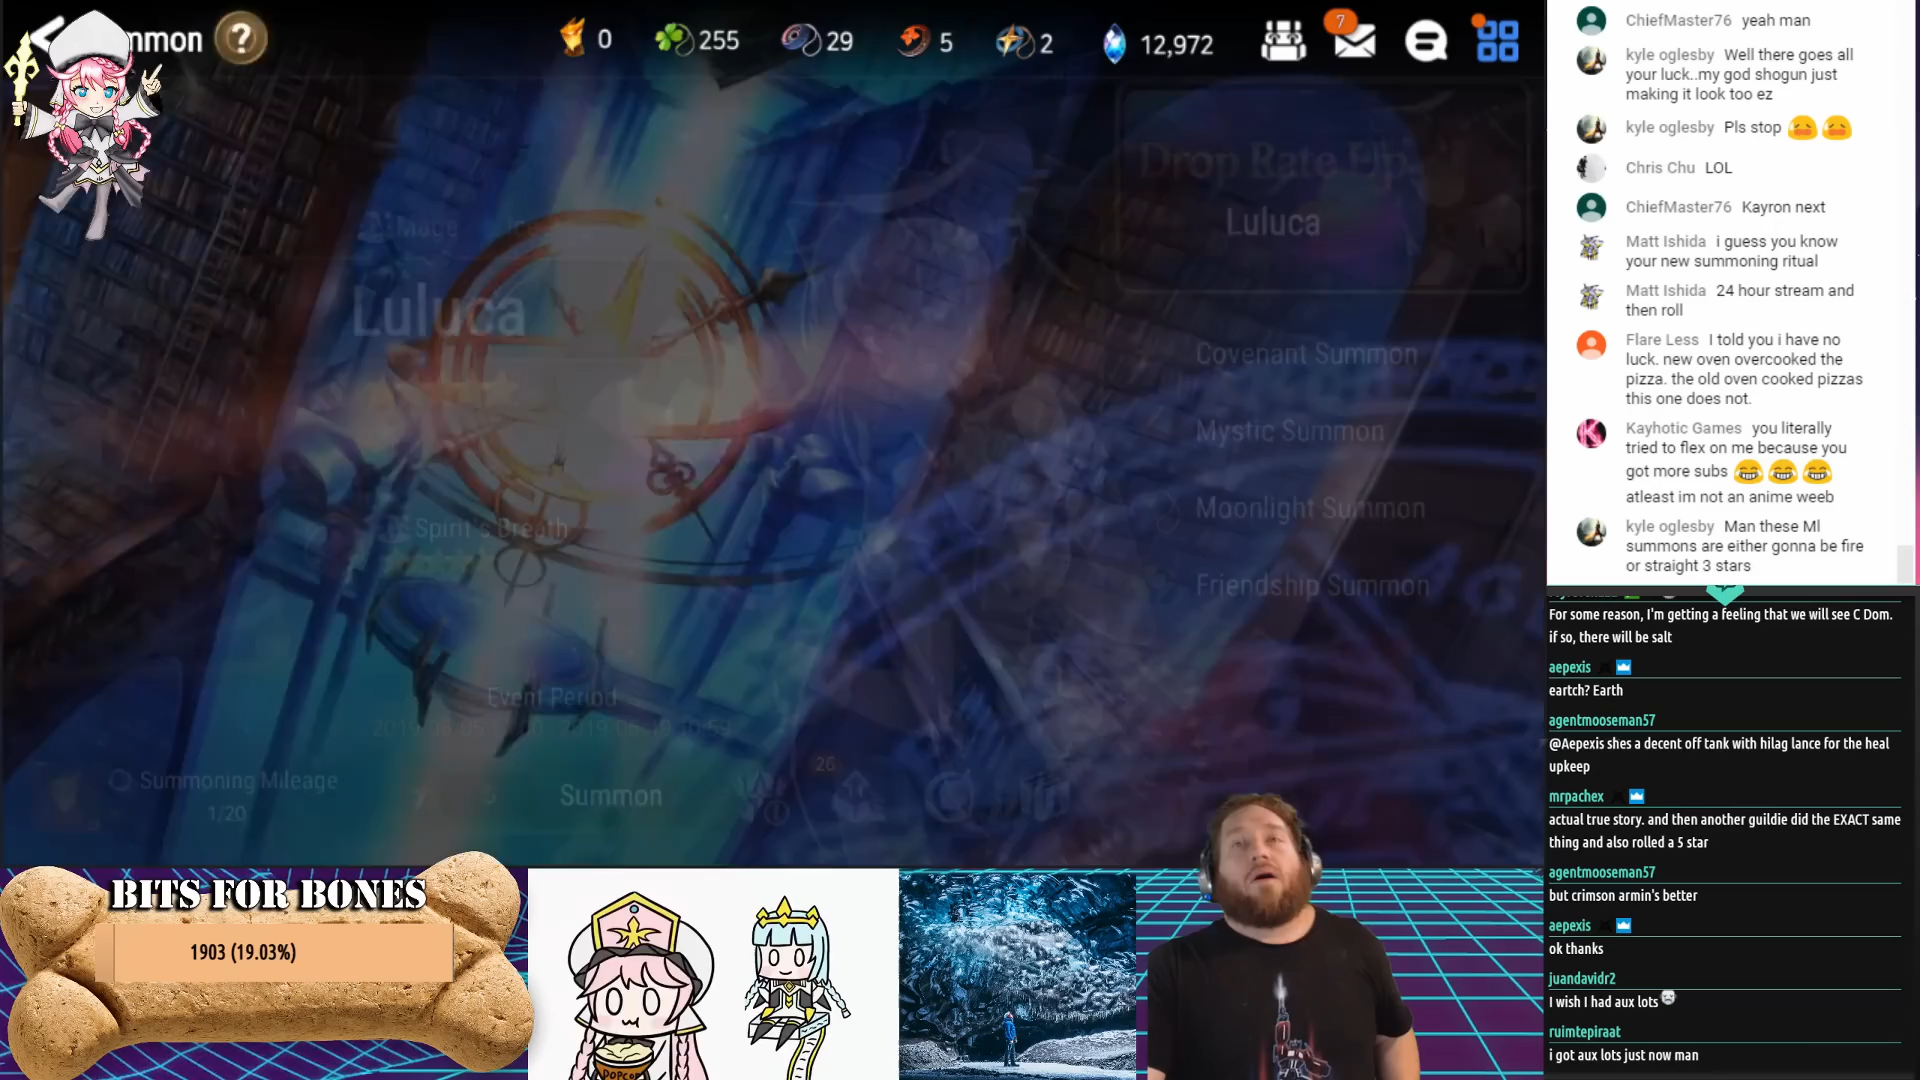 mmon
?
0
255
29
5
2
12,972
7
Drop Rate Up
Luluca
Mage
Luluca
Covenant Summon
Mystic Summon
Moonlight Summon
Friendship Summon
Spirit's Breath
Event Period
Summoning Mileage
1/20
Summon
26
BITS FOR BONES
1903 (19.03%)
POPCO
ChiefMaster76 yeah man
kyle oglesby Well there goes all
your luck..my god shogun just
making it look too ez
kyle oglesby Pls stop
Chris Chu LOL
ChiefMaster76 Kayron next
Matt Ishida i guess you know
your new summoning ritual
Matt Ishida 24 hour stream and
then roll
Flare Less I told you i have no
luck. new oven overcooked the
pizza. the old oven cooked pizzas
this one does not.
Kayhotic Games you literally
tried to flex on me because you
got more subs
atleast im not an anime weeb
kyle oglesby Man these Ml
summons are either gonna be fire
or straight 3 stars
For some reason, I'm getting a feeling that we will see C Dom.
if so, there will be salt
aepexis
eartch? Earth
agentmooseman57
@Aepexis shes a decent off tank with hilag lance for the heal
upkeep
mrpachex
actual true story. and then another guildie did the EXACT same
thing and also rolled a 5 star
agentmooseman57
but crimson armin's better
aepexis
ok thanks
juandavidr2
I wish I had aux lots
ruimtepiraat
i got aux lots just now man